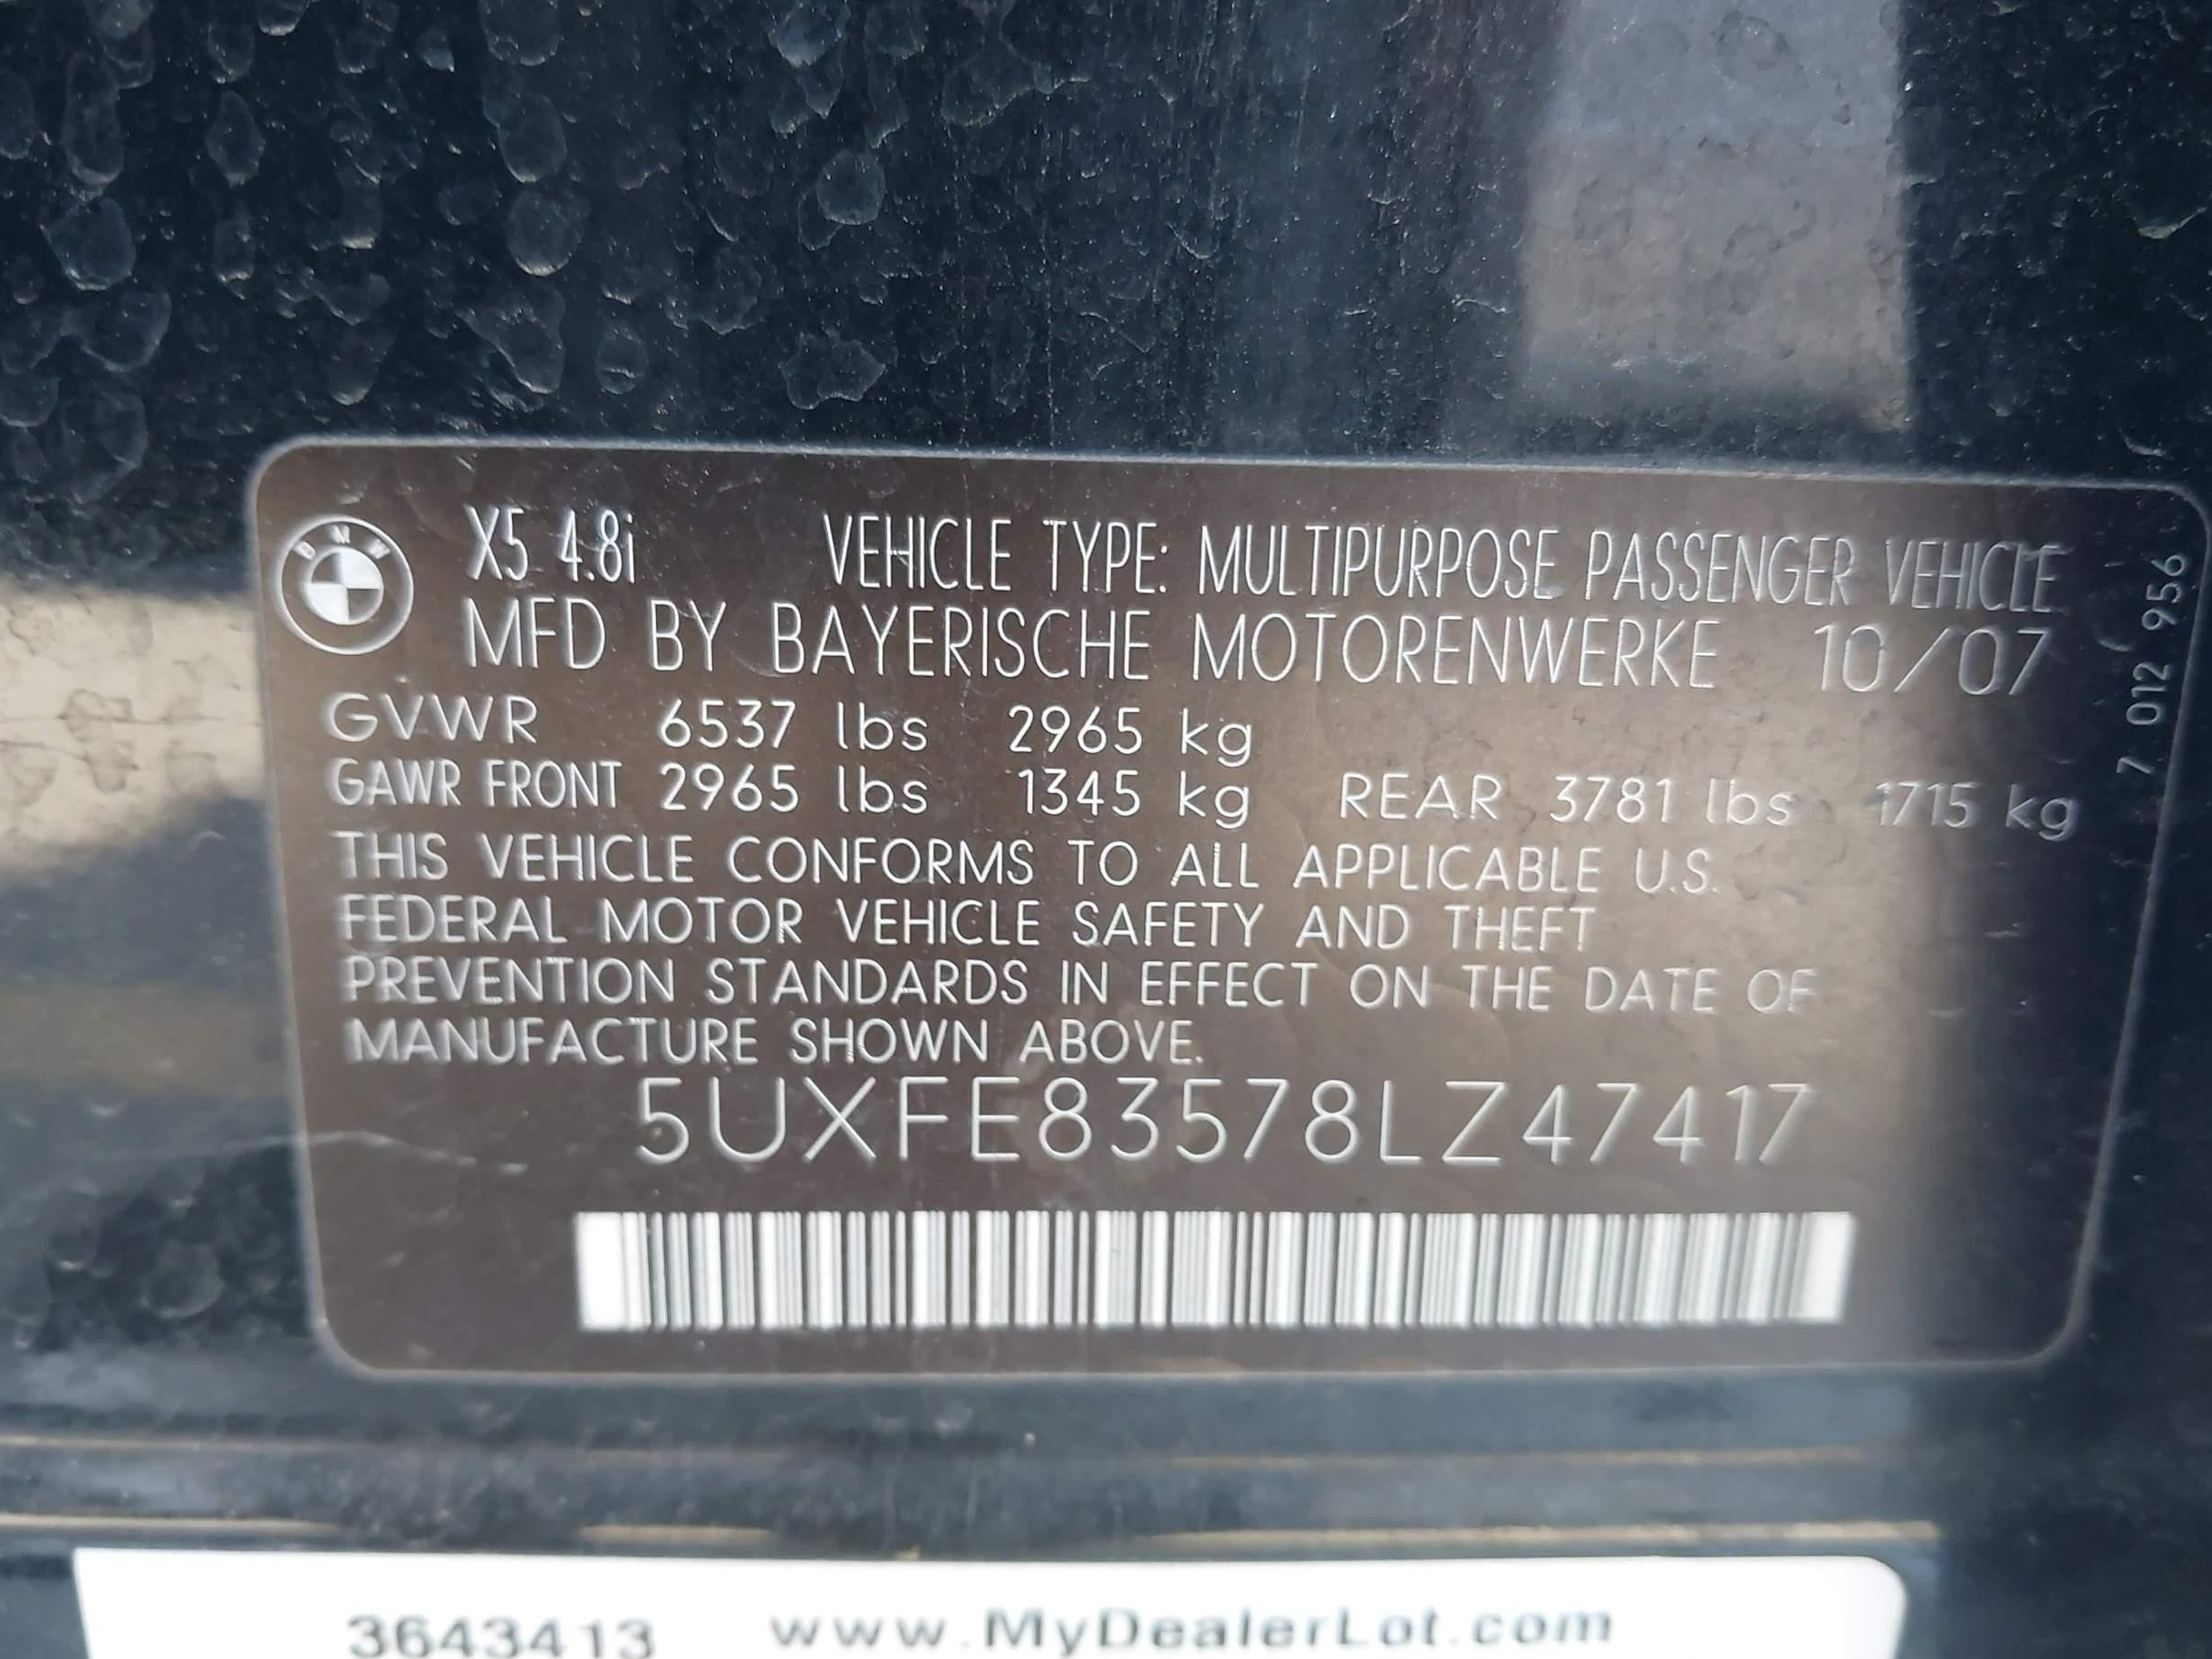 BMW
X5 4.8i VEHICLE TYPE: MULTIPURPOSE PASSENGER VEHICLE
MFD BY BAYERISCHE MOTORENWERKE 10/07
GVWR 6537 lbs 2965 kg
GAWR FRONT 2965 lbs 1345 kg REAR 3781 lbs 1715 kg
THIS VEHICLE CONFORMS TO ALL APPLICABLE U.S.
FEDERAL MOTOR VEHICLE SAFETY AND THEFT
PREVENTION STANDARDS IN EFFECT ON THE DATE OF
MANUFACTURE SHOWN ABOVE.
5UXFE83578LZ47417
7 012 956
3643413 www.MyDealerLot.com